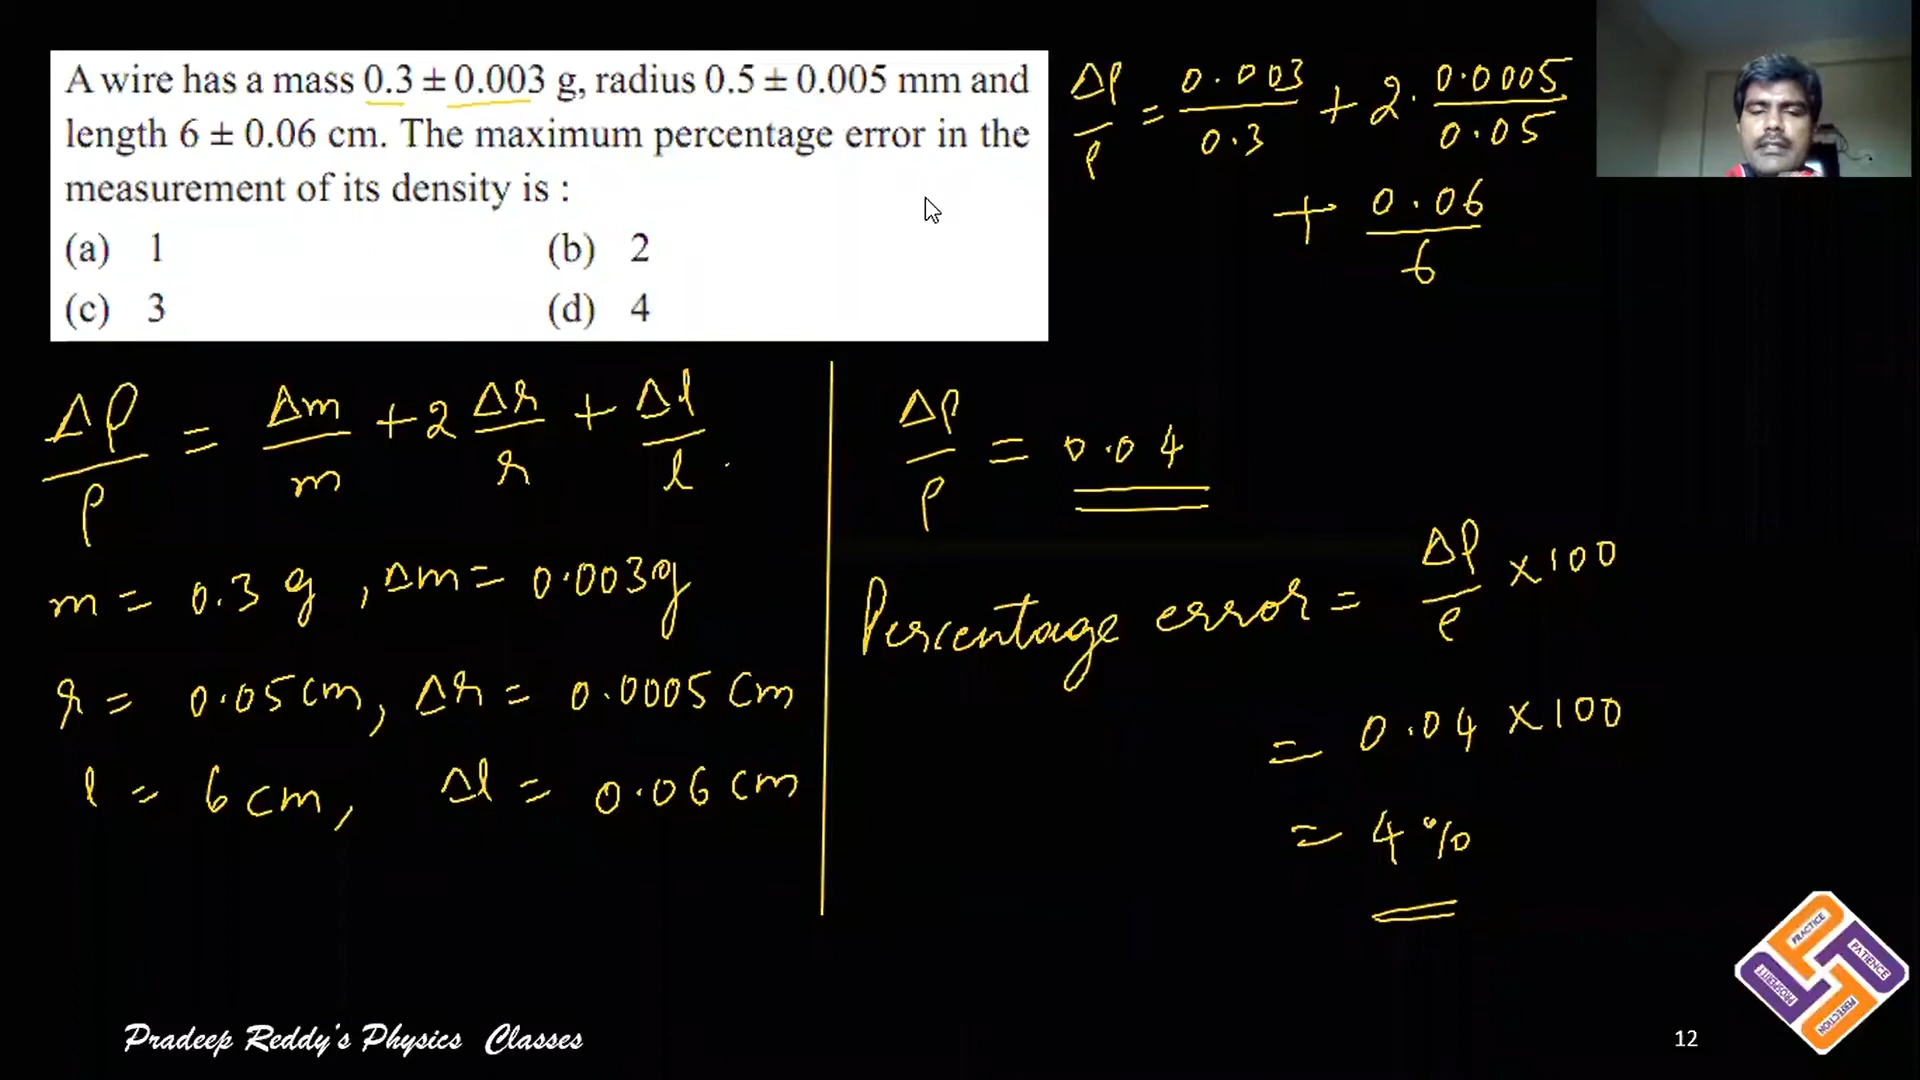 A wire has a mass 0.3 ± 0.003 g, radius 0.5 ± 0.005 mm and
length 6 ± 0.06 cm. The maximum percentage error in the
measurement of its density is :
(a) 1 (b) 2
(c) 3 (d) 4
Δρ/ρ = 0.003/0.3 + 2 · 0.0005/0.05
+ 0.06/6
Δρ/ρ = Δm/m + 2 Δr/r + Δl/l
m = 0.3 g, Δm = 0.003g
r = 0.05 cm, Δr = 0.0005 cm
l = 6 cm, Δl = 0.06 cm
Δρ/ρ = 0.04
Percentage error = Δρ/ρ × 100
= 0.04 × 100
= 4 %
PRACTICE
PATIENCE
PROSPERITY
PERFECTION
Pradeep Reddy's Physics Classes
12